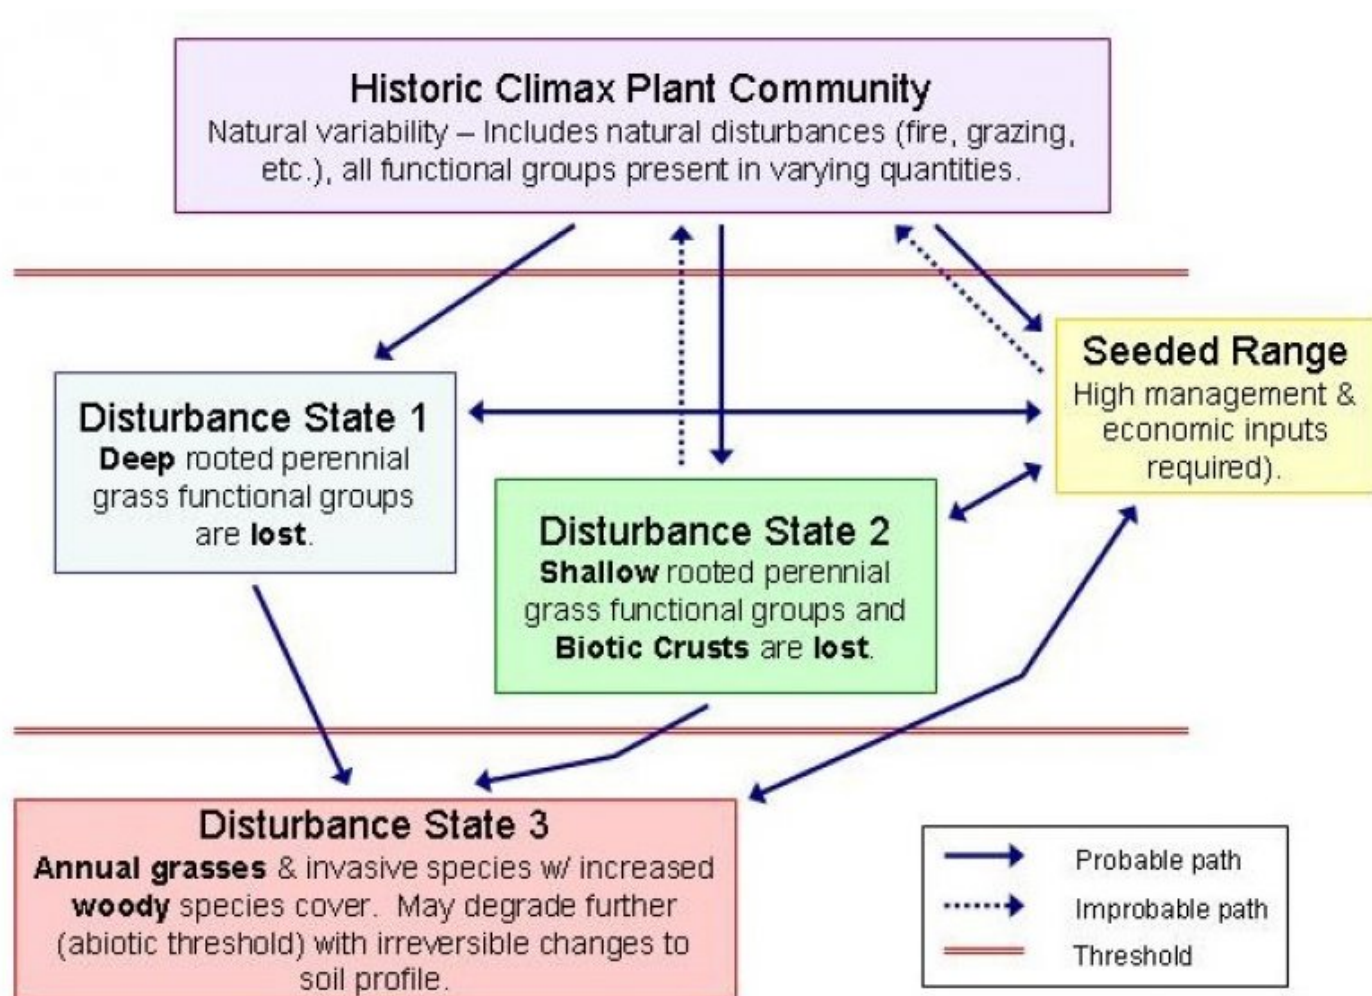 Historic Climax Plant Community
Natural variability – Includes natural disturbances (fire, grazing,
etc.), all functional groups present in varying quantities.
Seeded Range
High management &
economic inputs
required).
Disturbance State 1
Deep rooted perennial
grass functional groups
are lost.
Disturbance State 2
Shallow rooted perennial
grass functional groups and
Biotic Crusts are lost.
Disturbance State 3
Annual grasses & invasive species w/ increased
woody species cover. May degrade further
(abiotic threshold) with irreversible changes to
soil profile.
Probable path
Improbable path
Threshold